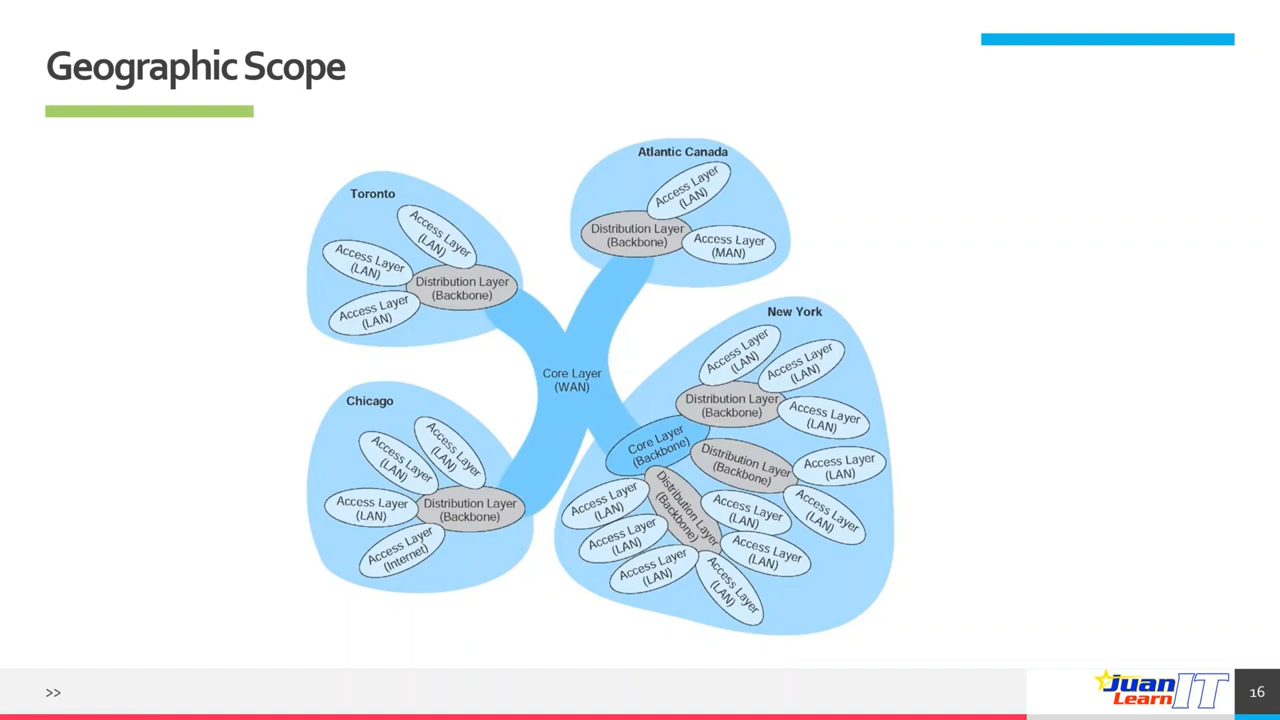 Geographic Scope
Atlantic Canada
Access Layer
(LAN)
Distribution Layer
(Backbone)
Access Layer
(MAN)
Toronto
Access Layer
(LAN)
Access Layer
(LAN)
Distribution Layer
(Backbone)
Access Layer
(LAN)
Core Layer
(WAN)
New York
Access Layer
(LAN)
Access Layer
(LAN)
Distribution Layer
(Backbone)
Access Layer
(LAN)
Core Layer
(Backbone)
Distribution Layer
(Backbone)
Access Layer
(LAN)
Access Layer
(LAN)
Distribution Layer
(Backbone)
Access Layer
(LAN)
Access Layer
(LAN)
Access Layer
(LAN)
Access Layer
(LAN)
Access Layer
(LAN)
Access Layer
(LAN)
Chicago
Access Layer
(LAN)
Access Layer
(LAN)
Access Layer
(LAN)
Distribution Layer
(Backbone)
Access Layer
(Internet)
>>
Juan
Learn
IT
16